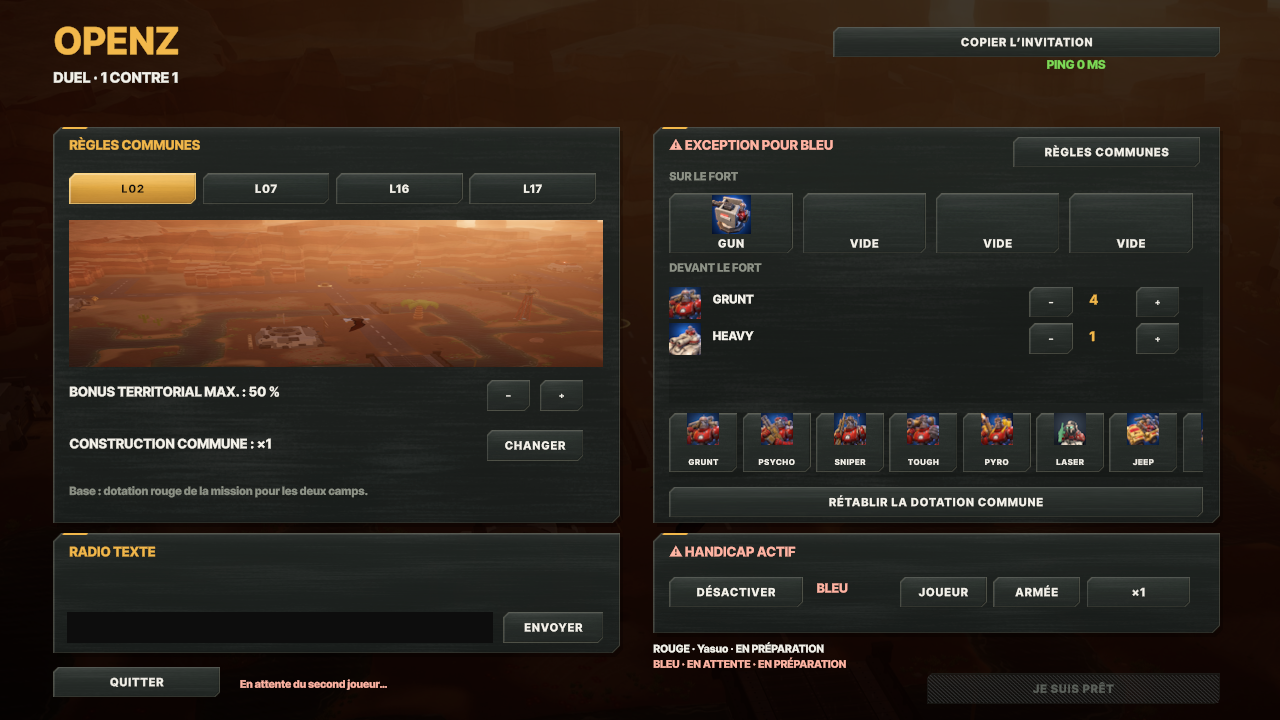 OPENZ
DUEL · 1 CONTRE 1
COPIER L'INVITATION
PING 0 MS
RÈGLES COMMUNES
L02
L07
L16
L17
BONUS TERRITORIAL MAX. : 50 %
-
+
CONSTRUCTION COMMUNE : ×1
CHANGER
Base : dotation rouge de la mission pour les deux camps.
⚠ EXCEPTION POUR BLEU
RÈGLES COMMUNES
SUR LE FORT
GUN
VIDE
VIDE
VIDE
DEVANT LE FORT
GRUNT
-
4
+
HEAVY
-
1
+
GRUNT
PSYCHO
SNIPER
TOUGH
PYRO
LASER
JEEP
RÉTABLIR LA DOTATION COMMUNE
RADIO TEXTE
ENVOYER
⚠ HANDICAP ACTIF
DÉSACTIVER
BLEU
JOUEUR
ARMÉE
×1
ROUGE · Yasuo · EN PRÉPARATION
BLEU · EN ATTENTE · EN PRÉPARATION
QUITTER
En attente du second joueur...
JE SUIS PRÊT